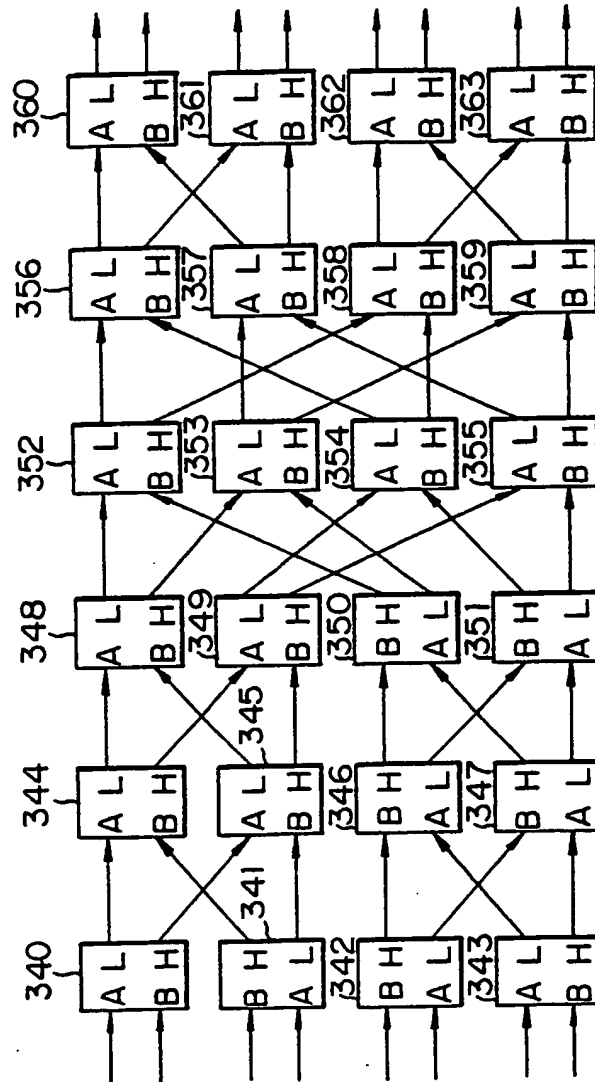 340 344 348 352 356 360
A L A L A L A L A L A L
B H B H B H B H B H B H
341 345 349 353 357 361
B H A L A L A L A L A L
A L B H B H B H B H B H
342 346 350 354 358 362
B H B H B H A L A L A L
A L A L A L B H B H B H
343 347 351 355 359 363
A L B H B H A L A L A L
B H A L A L B H B H B H